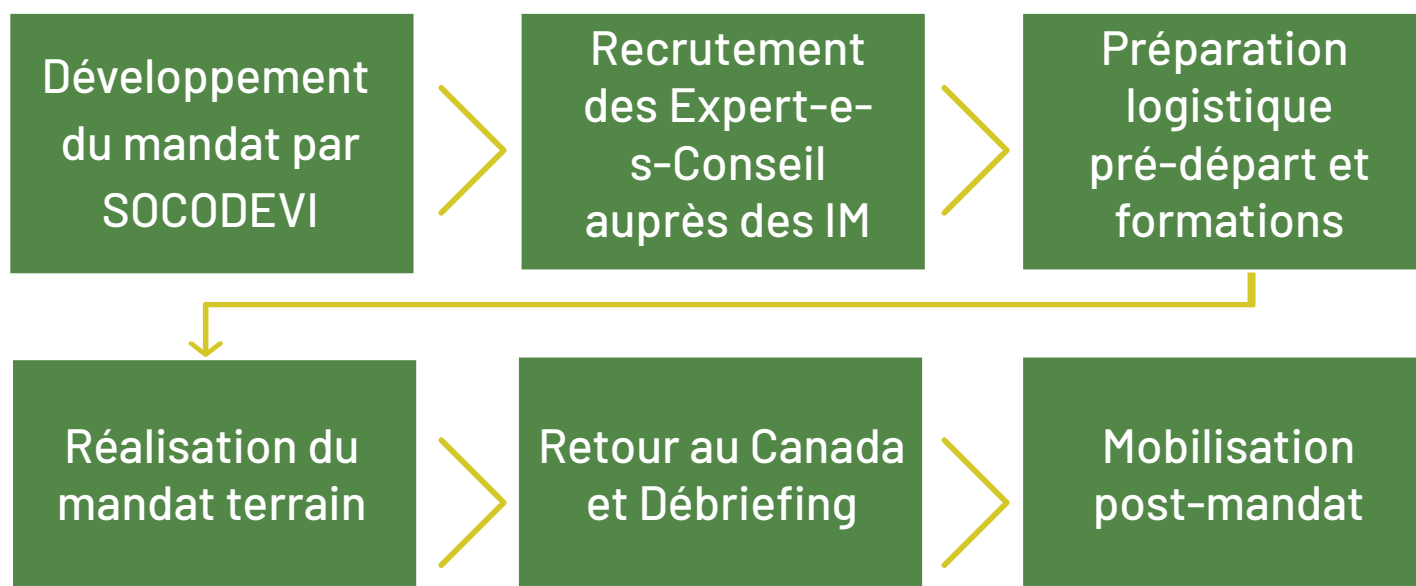 Développement
du mandat par
SOCODEVI
Recrutement
des Expert-e-
s-Conseil
auprès des IM
Préparation
logistique
pré-départ et
formations
Réalisation du
mandat terrain
Retour au Canada
et Débriefing
Mobilisation
post-mandat